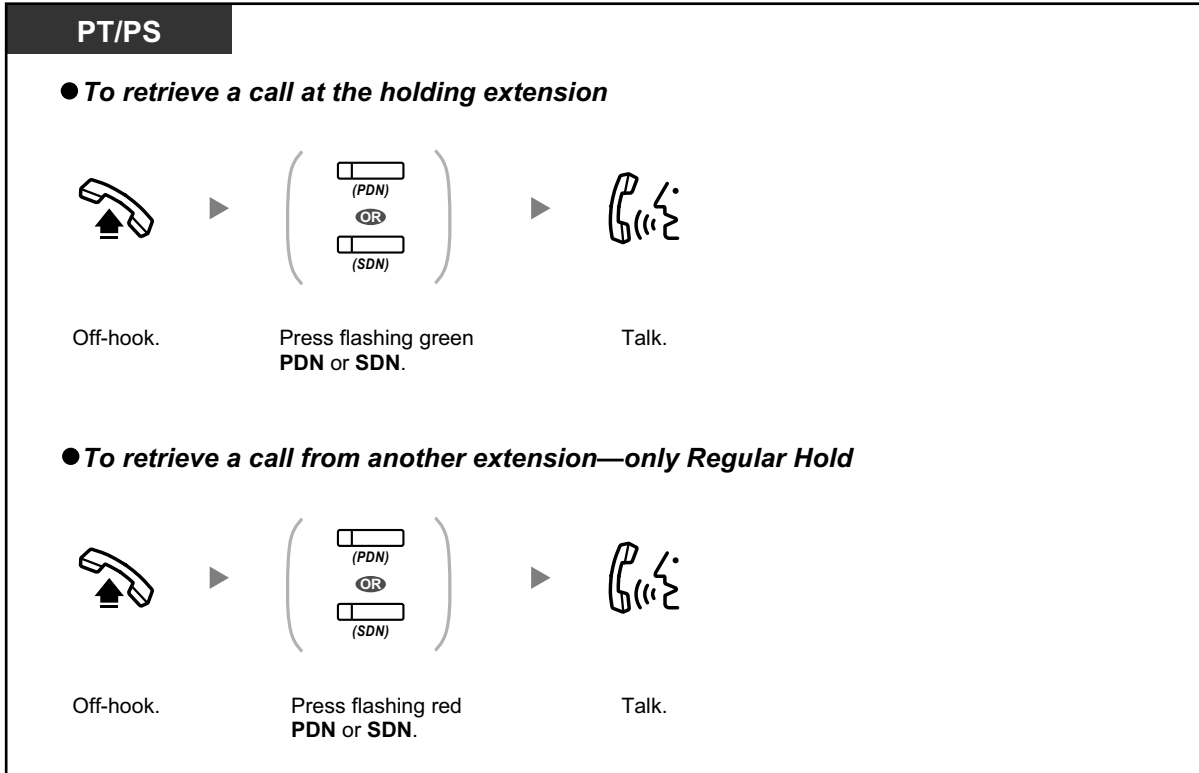 PT/PS
●To retrieve a call at the holding extension
(PDN)
OR
(SDN)
Off-hook.
Press flashing green
PDN or SDN.
Talk.
●To retrieve a call from another extension—only Regular Hold
(PDN)
OR
(SDN)
Off-hook.
Press flashing red
PDN or SDN.
Talk.